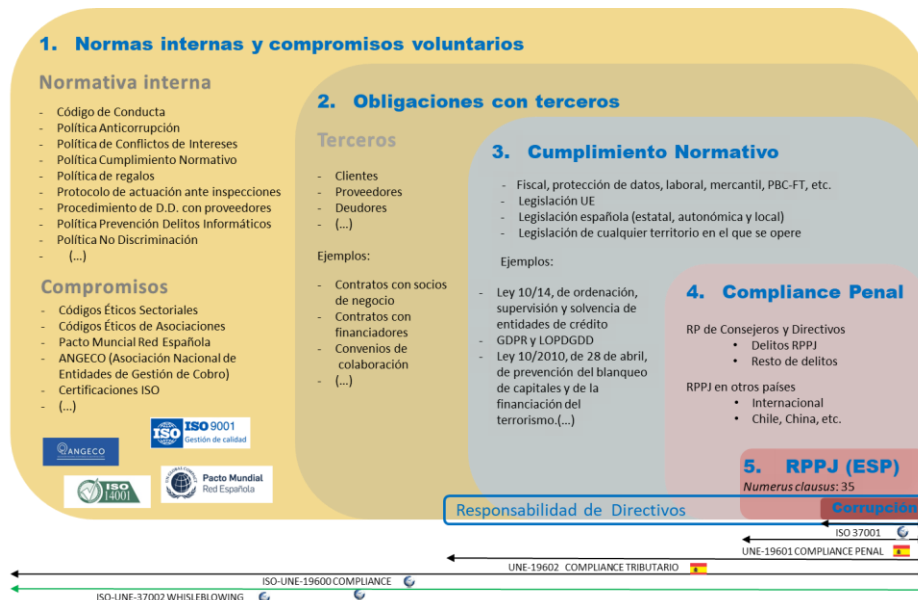 1. Normas internas y compromisos voluntarios
Normativa interna
- Código de Conducta
- Política Anticorrupción
- Política de Conflictos de Intereses
- Política Cumplimiento Normativo
- Política de regalos
- Protocolo de actuación ante inspecciones
- Procedimiento de D.D. con proveedores
- Política Prevención Delitos Informáticos
- Política No Discriminación
- (...)
Compromisos
- Códigos Éticos Sectoriales
- Códigos Éticos de Asociaciones
- Pacto Muncial Red Española
- ANGECO (Asociación Nacional de
Entidades de Gestión de Cobro)
- Certificaciones ISO
- (...)
ANGECO
ISO
ISO 9001
Gestión de calidad
ISO
14001
Pacto Mundial
Red Española
2. Obligaciones con terceros
Terceros
- Clientes
- Proveedores
- Deudores
- (...)
Ejemplos:
- Contratos con socios
de negocio
- Contratos con
financiadores
- Convenios de
colaboración
- (...)
3. Cumplimiento Normativo
- Fiscal, protección de datos, laboral, mercantil, PBC-FT, etc.
- Legislación UE
- Legislación española (estatal, autonómica y local)
- Legislación de cualquier territorio en el que se opere
Ejemplos:
- Ley 10/14, de ordenación,
supervisión y solvencia de
entidades de crédito
- GDPR y LOPDGDD
- Ley 10/2010, de 28 de abril,
de prevención del blanqueo
de capitales y de la
financiación del
terrorismo.(...)
4. Compliance Penal
RP de Consejeros y Directivos
• Delitos RPPJ
• Resto de delitos
RPPJ en otros países
• Internacional
• Chile, China, etc.
5. RPPJ (ESP)
Numerus clausus: 35
Responsabilidad de Directivos
Corrupción
ISO 37001
UNE-19601 COMPLIANCE PENAL
UNE-19602 COMPLIANCE TRIBUTARIO
ISO-UNE-19600 COMPLIANCE
ISO-UNE-37002 WHISLEBLOWING